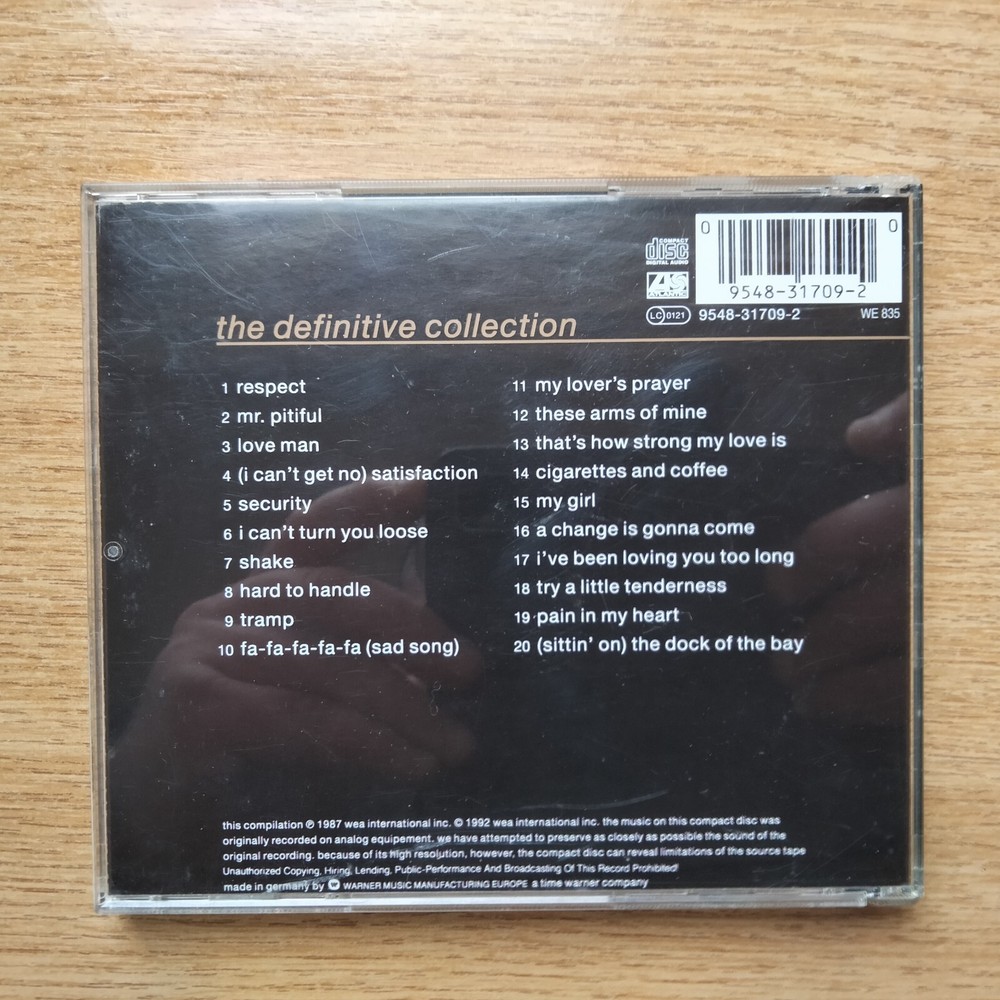 COMPACT
disc
DIGITAL AUDIO
ATLANTIC
0 0
9548-31709-2
LC 0121 9548-31709-2 WE 835
the definitive collection
1 respect
2 mr. pitiful
3 love man
4 (i can't get no) satisfaction
5 security
6 i can't turn you loose
7 shake
8 hard to handle
9 tramp
10 fa-fa-fa-fa-fa (sad song)
11 my lover's prayer
12 these arms of mine
13 that's how strong my love is
14 cigarettes and coffee
15 my girl
16 a change is gonna come
17 i've been loving you too long
18 try a little tenderness
19 pain in my heart
20 (sittin' on) the dock of the bay
this compilation ℗ 1987 wea international inc. © 1992 wea international inc. the music on this compact disc was
originally recorded on analog equipement. we have attempted to preserve as closely as possible the sound of the
original recording. because of its high resolution, however, the compact disc can reveal limitations of the source tape
Unauthorized Copying, Hiring, Lending, Public-Performance And Broadcasting Of This Record Prohibited!
made in germany by WARNER MUSIC MANUFACTURING EUROPE a time warner company